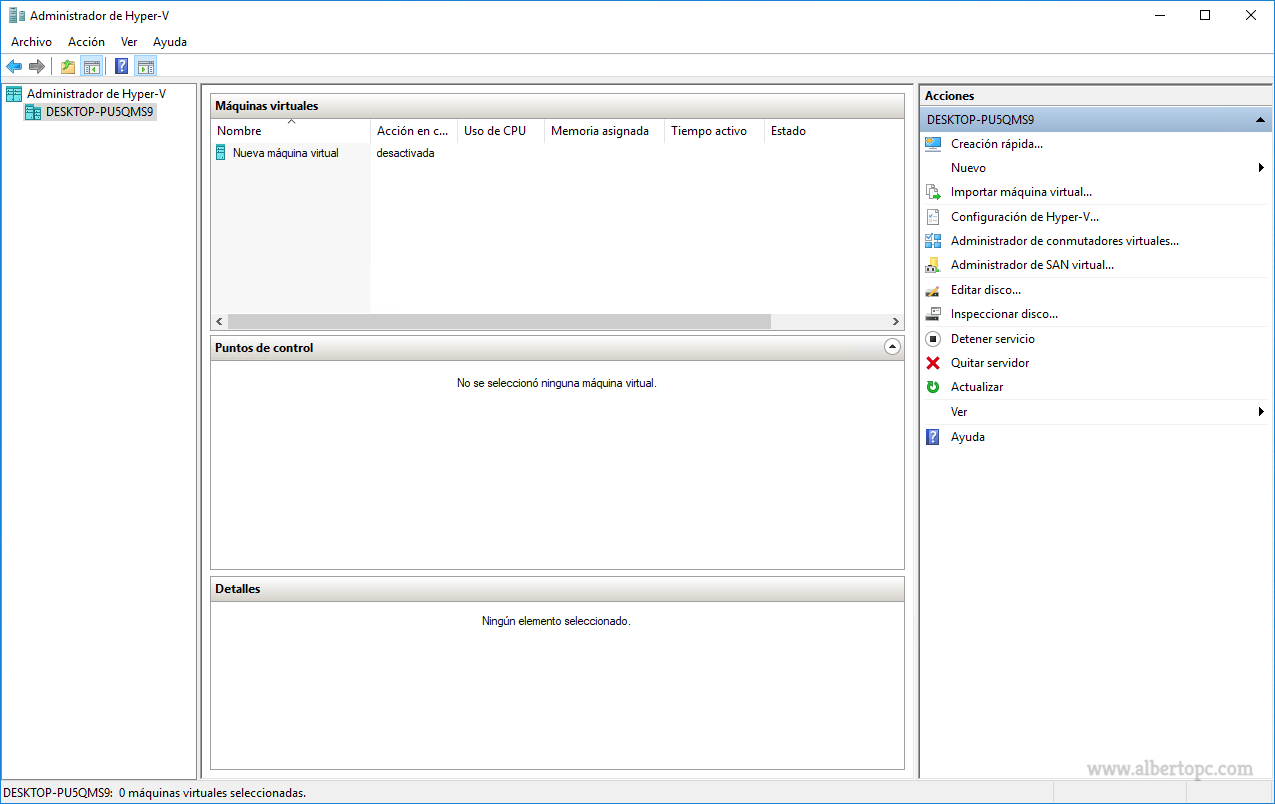 Administrador de Hyper-V
Archivo Acción Ver Ayuda
Administrador de Hyper-V
DESKTOP-PU5QMS9
Máquinas virtuales
Nombre Acción en c... Uso de CPU Memoria asignada Tiempo activo Estado
Nueva máquina virtual desactivada
Puntos de control
No se seleccionó ninguna máquina virtual.
Detalles
Ningún elemento seleccionado.
Acciones
DESKTOP-PU5QMS9
Creación rápida...
Nuevo
Importar máquina virtual...
Configuración de Hyper-V...
Administrador de conmutadores virtuales...
Administrador de SAN virtual...
Editar disco...
Inspeccionar disco...
Detener servicio
Quitar servidor
Actualizar
Ver
Ayuda
www.albertopc.com
DESKTOP-PU5QMS9: 0 máquinas virtuales seleccionadas.